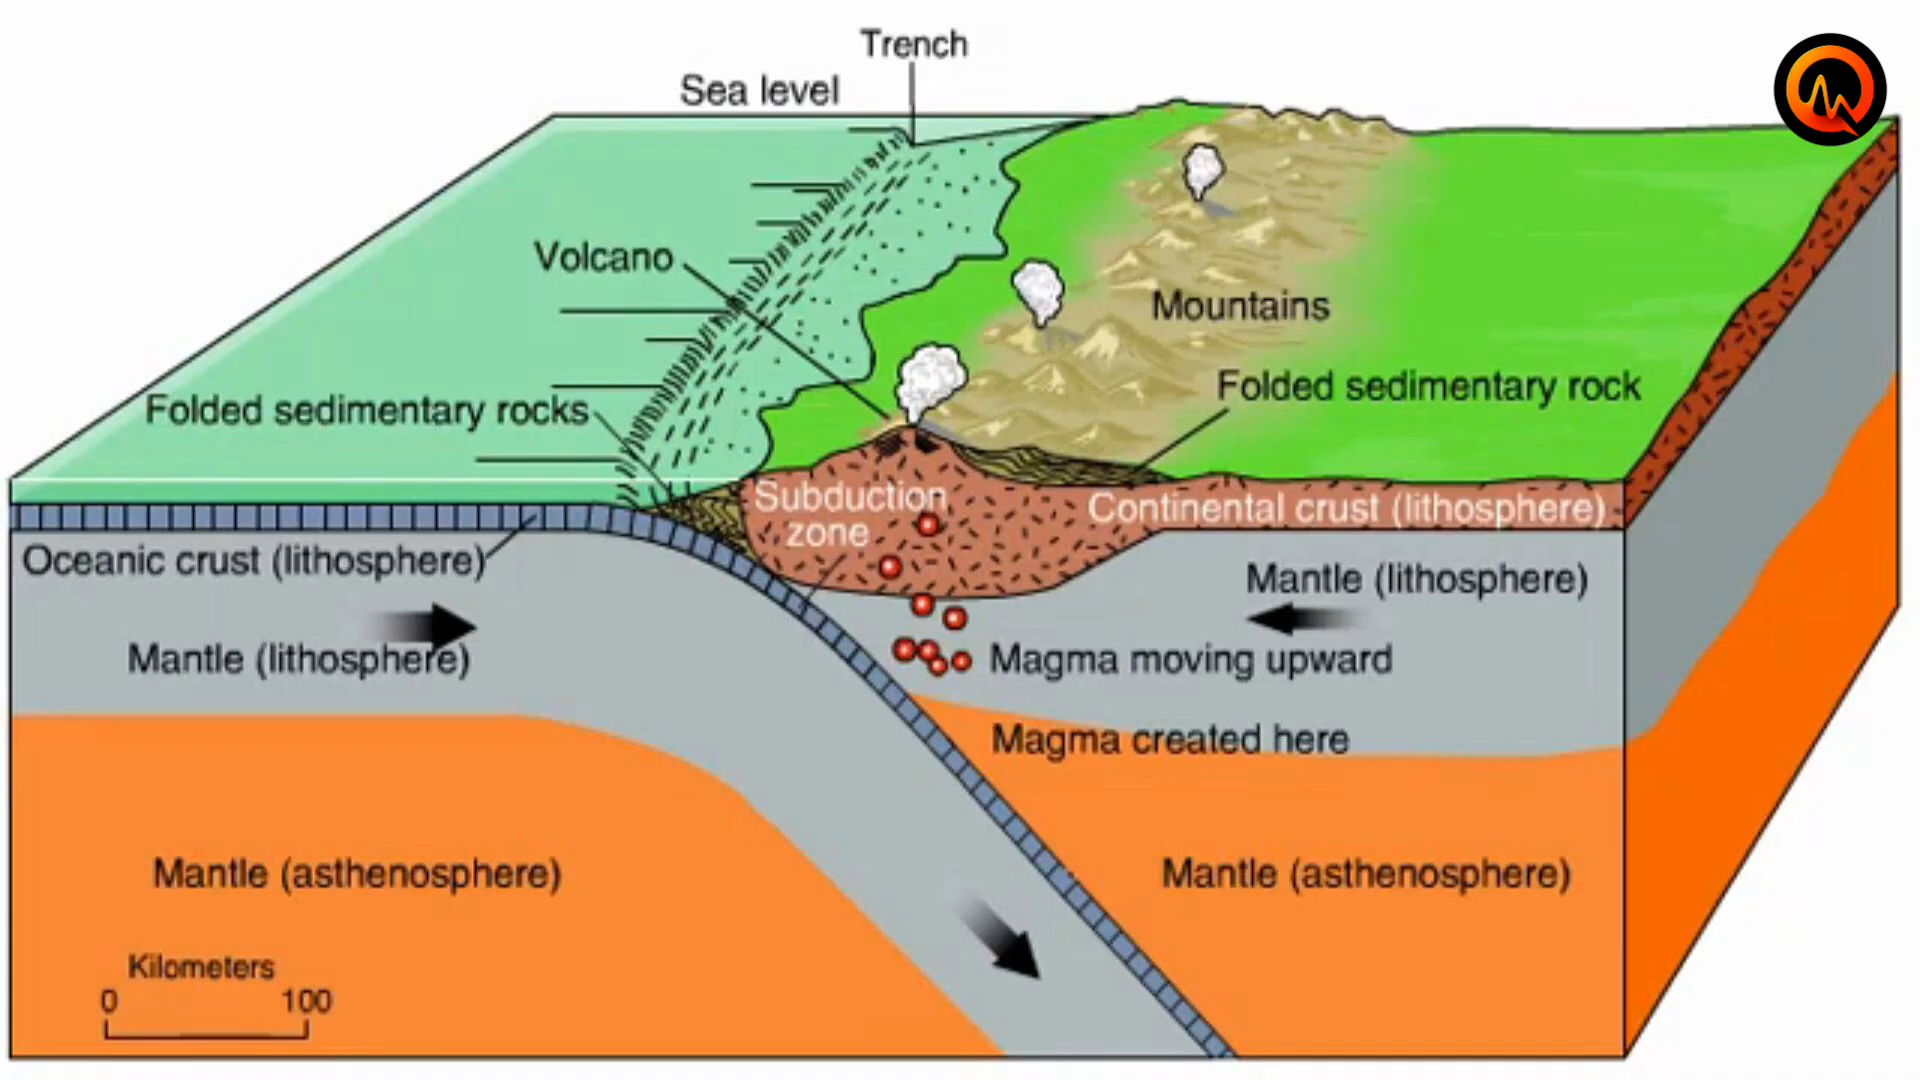 Trench
Sea level
Volcano
Mountains
Folded sedimentary rock
Folded sedimentary rocks
Subduction
zone
Continental crust (lithosphere)
Oceanic crust (lithosphere)
Mantle (lithosphere)
Mantle (lithosphere)
Magma moving upward
Magma created here
Mantle (asthenosphere)
Mantle (asthenosphere)
Kilometers
0 100